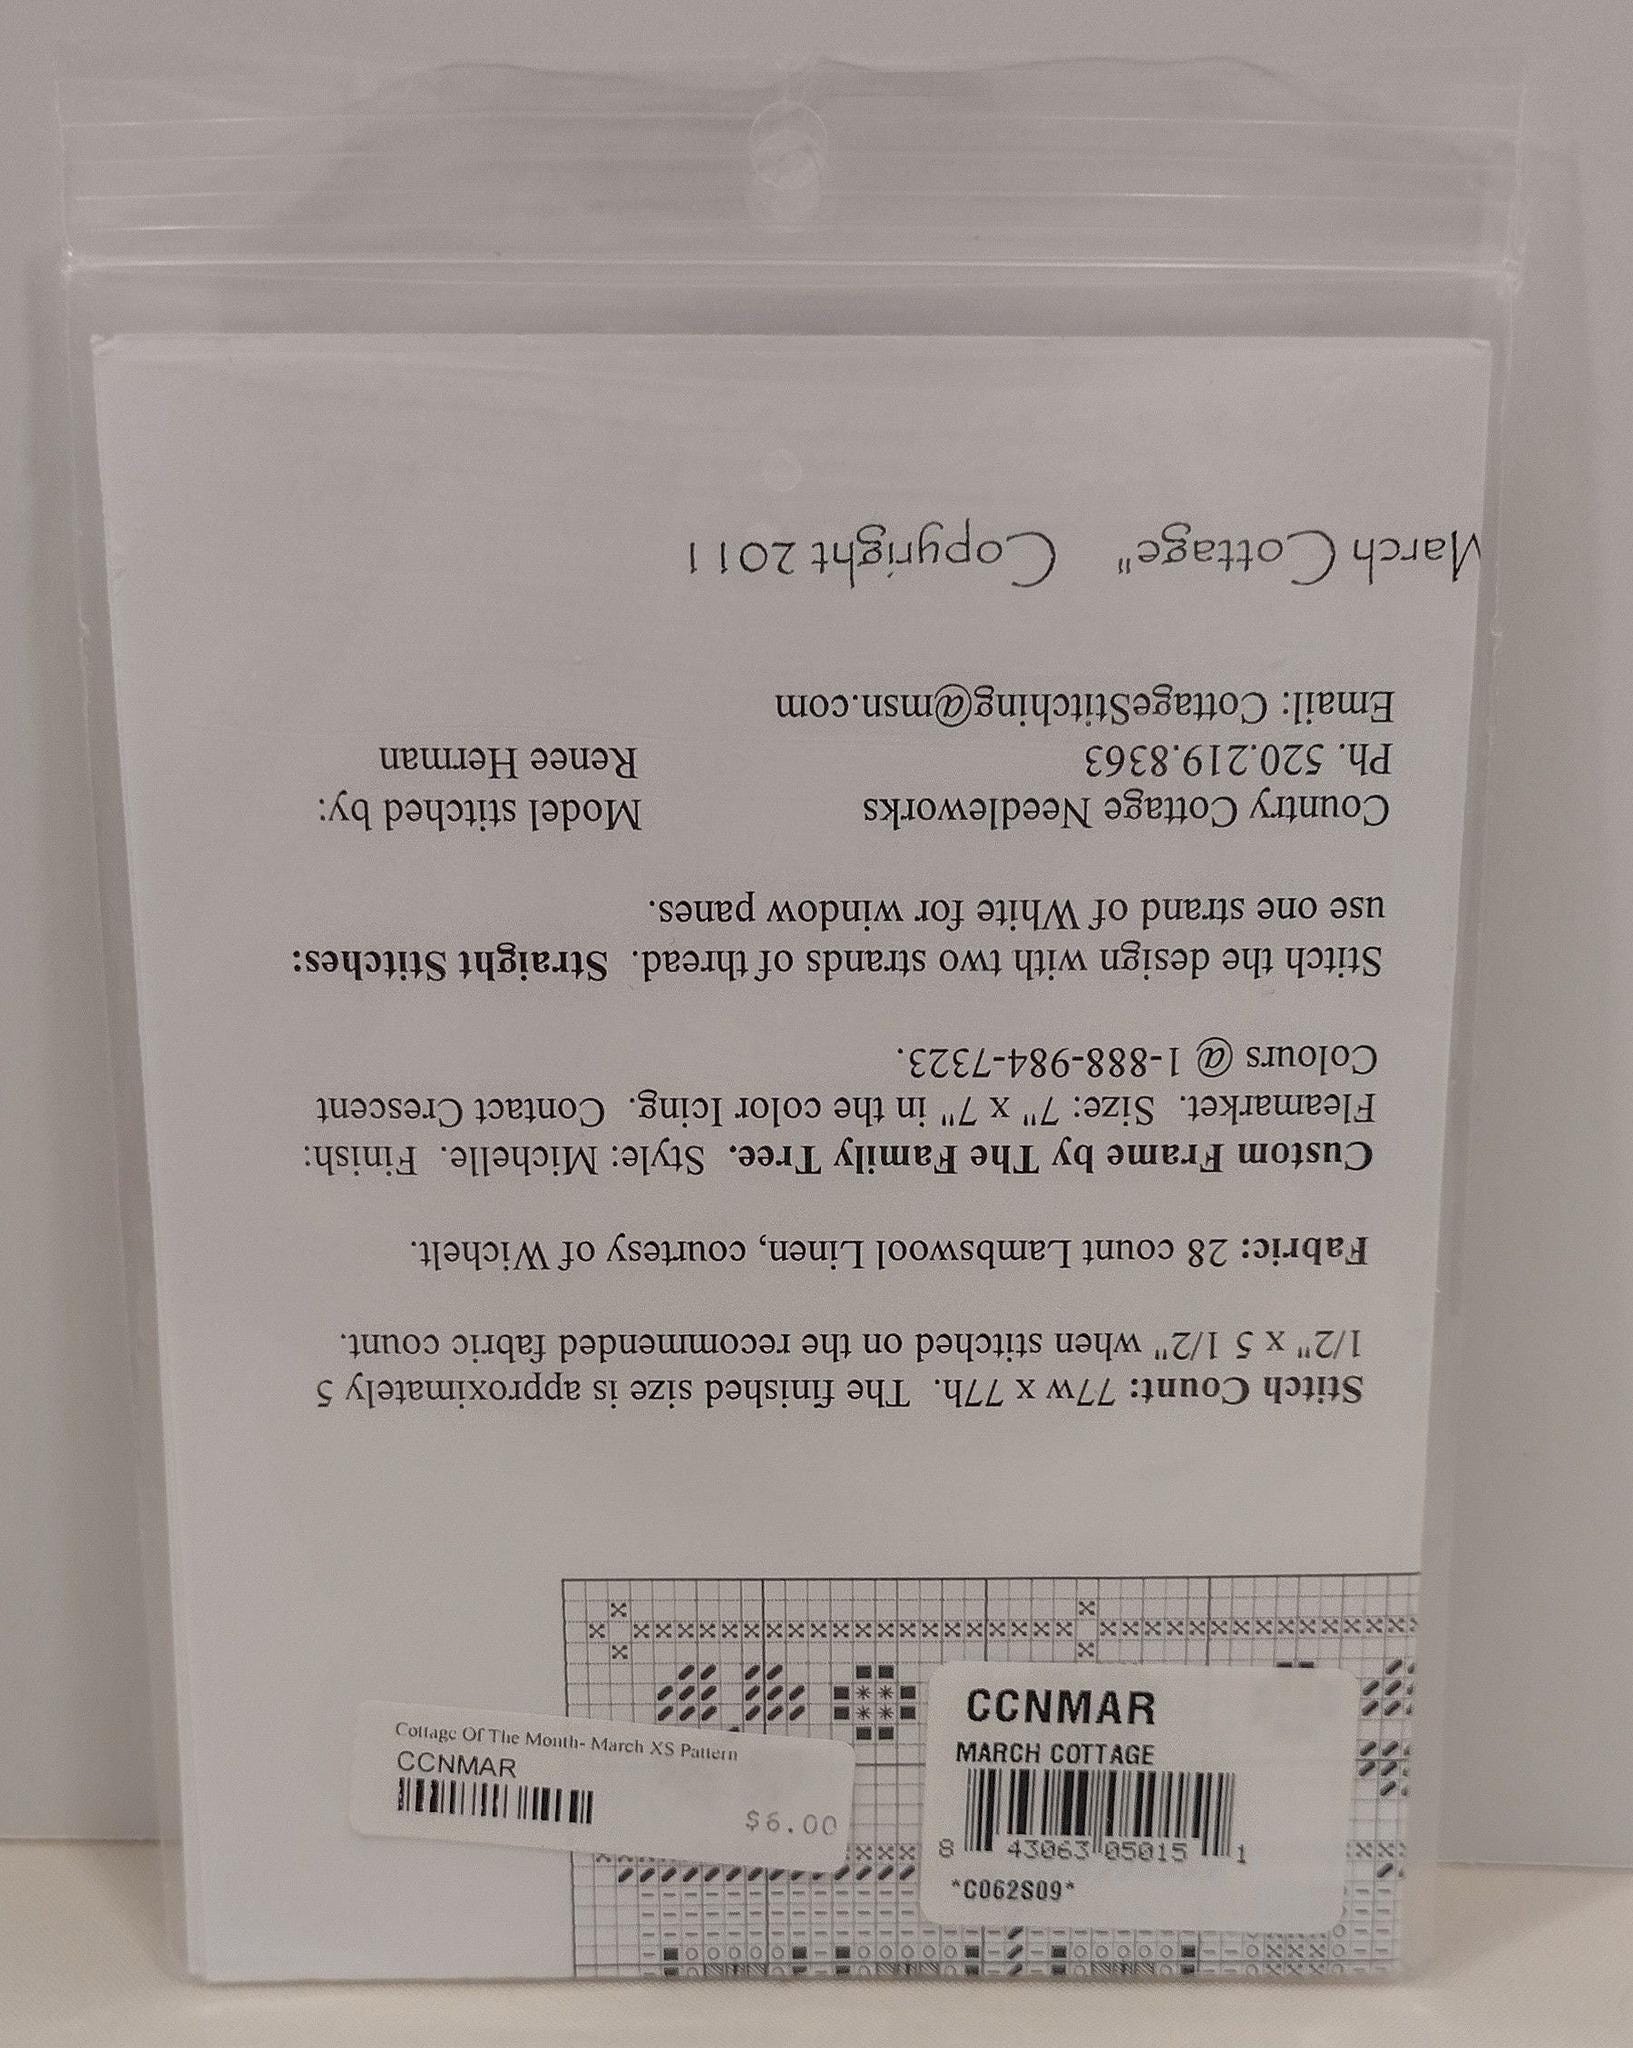 Stitch Count: 77w x 77h. The finished size is approximately 5
1/2" x 5 1/2" when stitched on the recommended fabric count.
Fabric: 28 count Lambswool Linen, courtesy of Wichelt.
Custom Frame by The Family Tree. Style: Michelle. Finish:
Fleamarket. Size: 7" x 7" in the color Icing. Contact Crescent
Colours @ 1-888-984-7323.
Stitch the design with two strands of thread. Straight Stitches:
use one strand of White for window panes.
Country Cottage Needleworks
Ph. 520.219.8363
Email: CottageStitching@msn.com
Model stitched by:
Renee Herman
March Cottage" Copyright 2011
Cottage Of The Month- March XS Pattern
CCNMAR
$6.00
CCNMAR
MARCH COTTAGE
8 43063 05015 1
*C062S09*